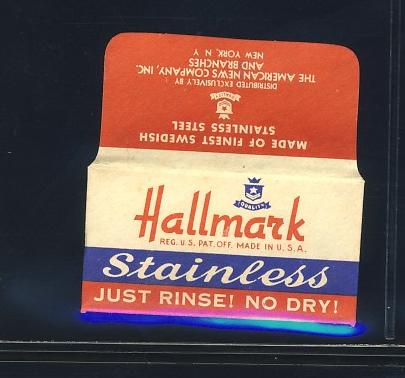 MADE OF FINEST SWEDISH
STAINLESS STEEL
QUALITY
DISTRIBUTED EXCLUSIVELY BY
THE AMERICAN NEWS COMPANY, INC.
AND BRANCHES
NEW YORK, N Y
QUALITY
Hallmark
REG. U.S. PAT. OFF. MADE IN U.S.A.
Stainless
JUST RINSE! NO DRY!